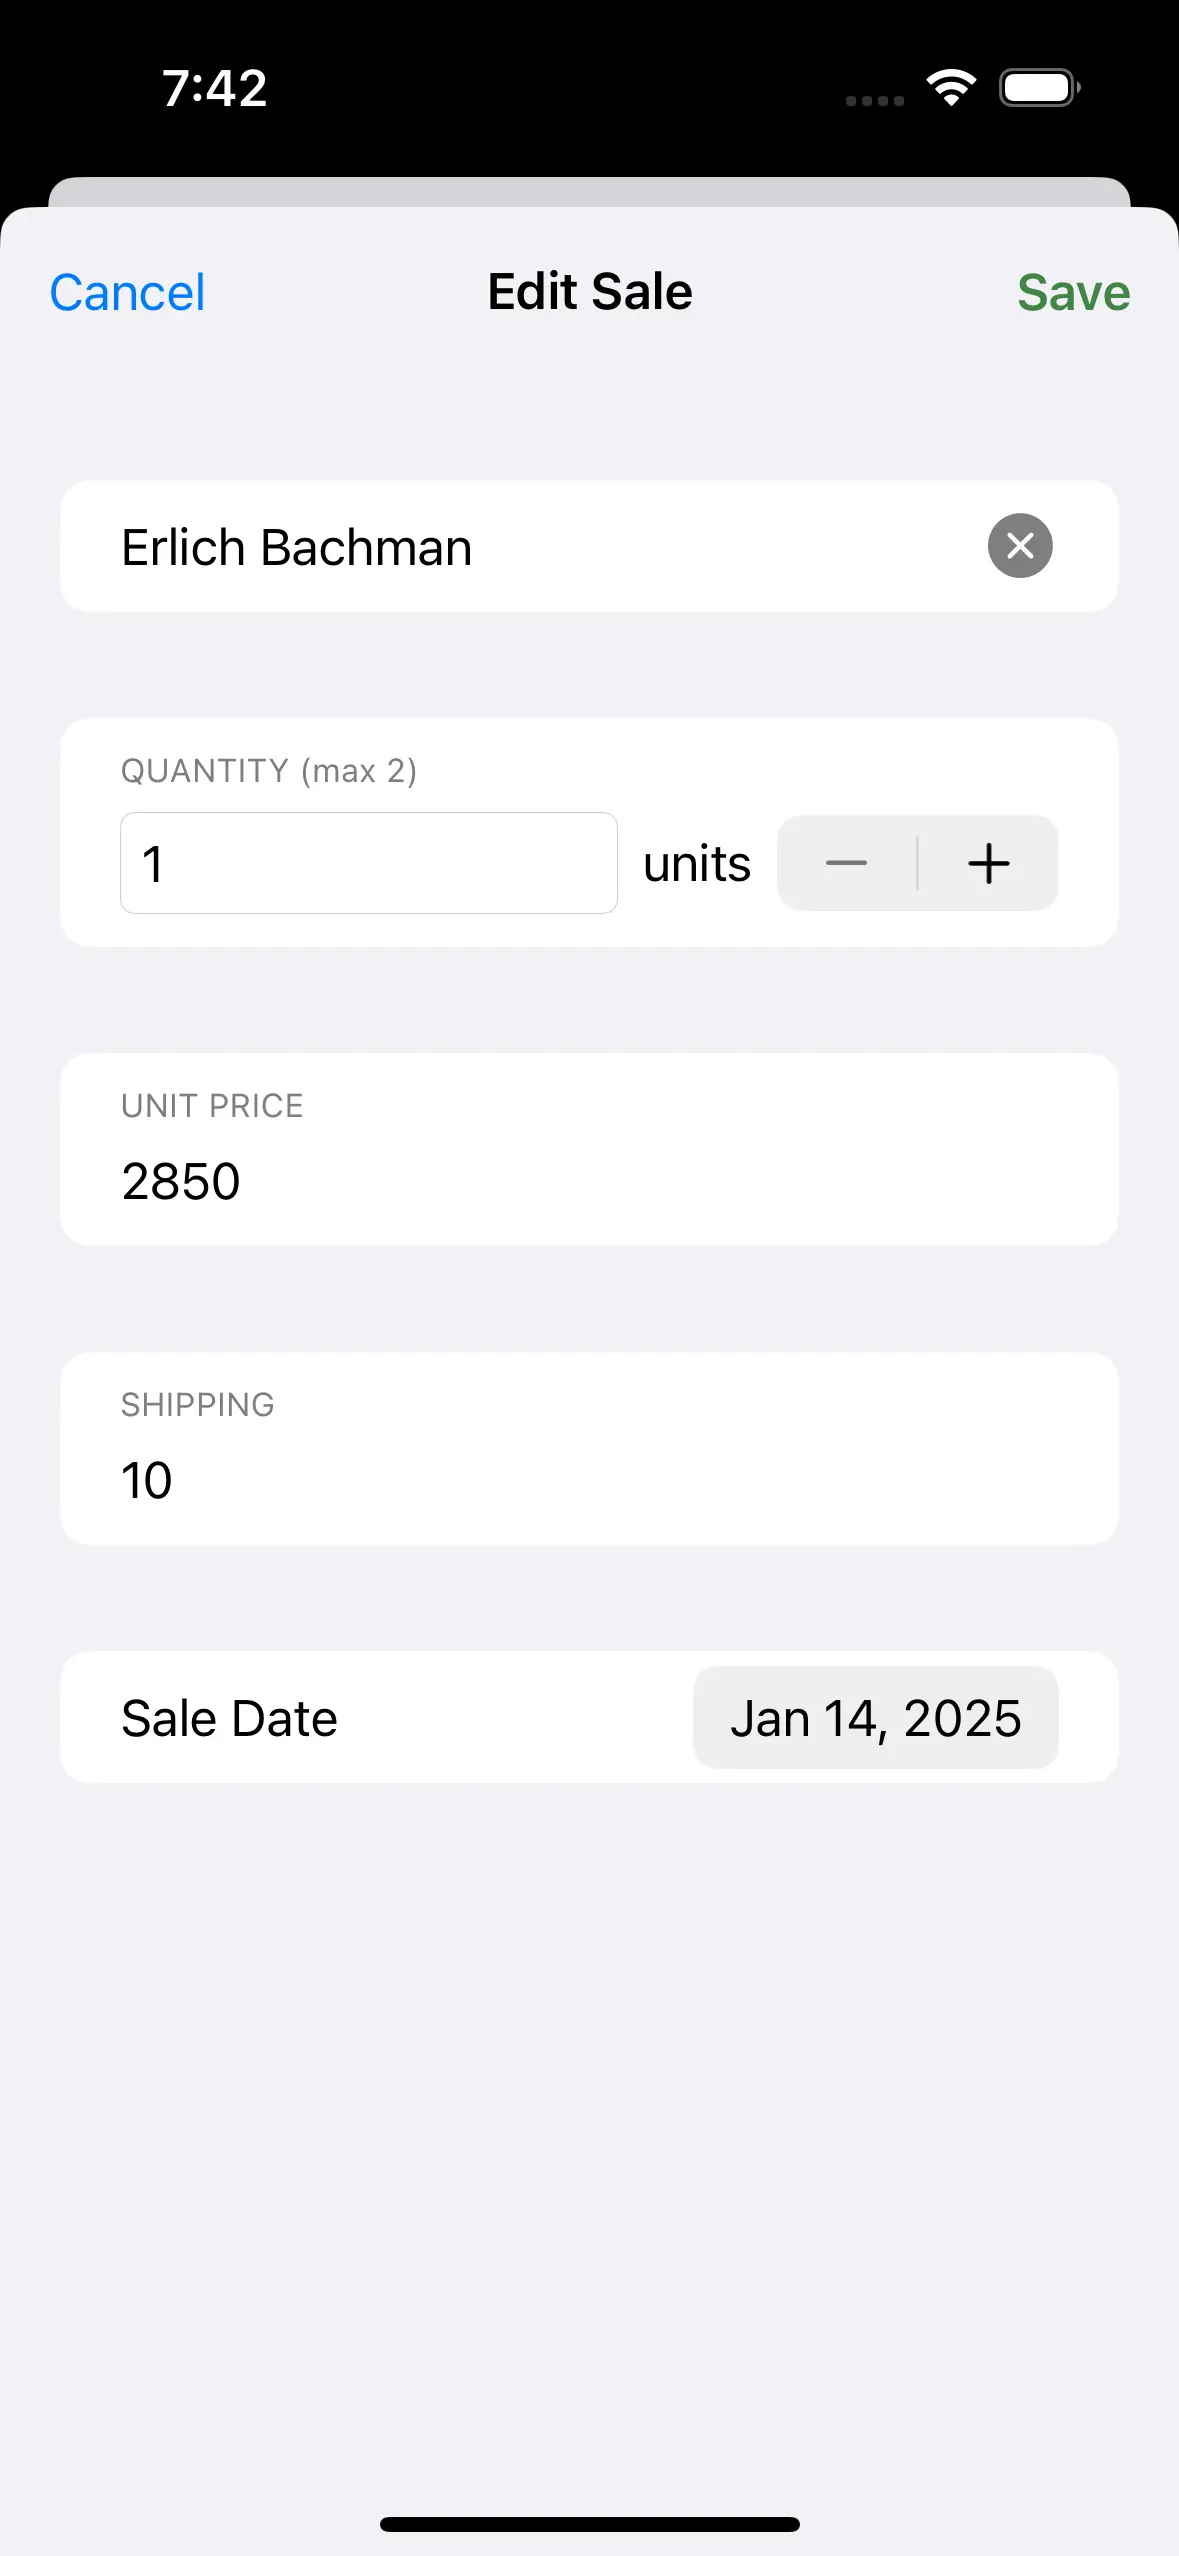 7:42
Cancel Edit Sale Save
Erlich Bachman
QUANTITY (max 2)
1 units
UNIT PRICE
2850
SHIPPING
10
Sale Date Jan 14, 2025